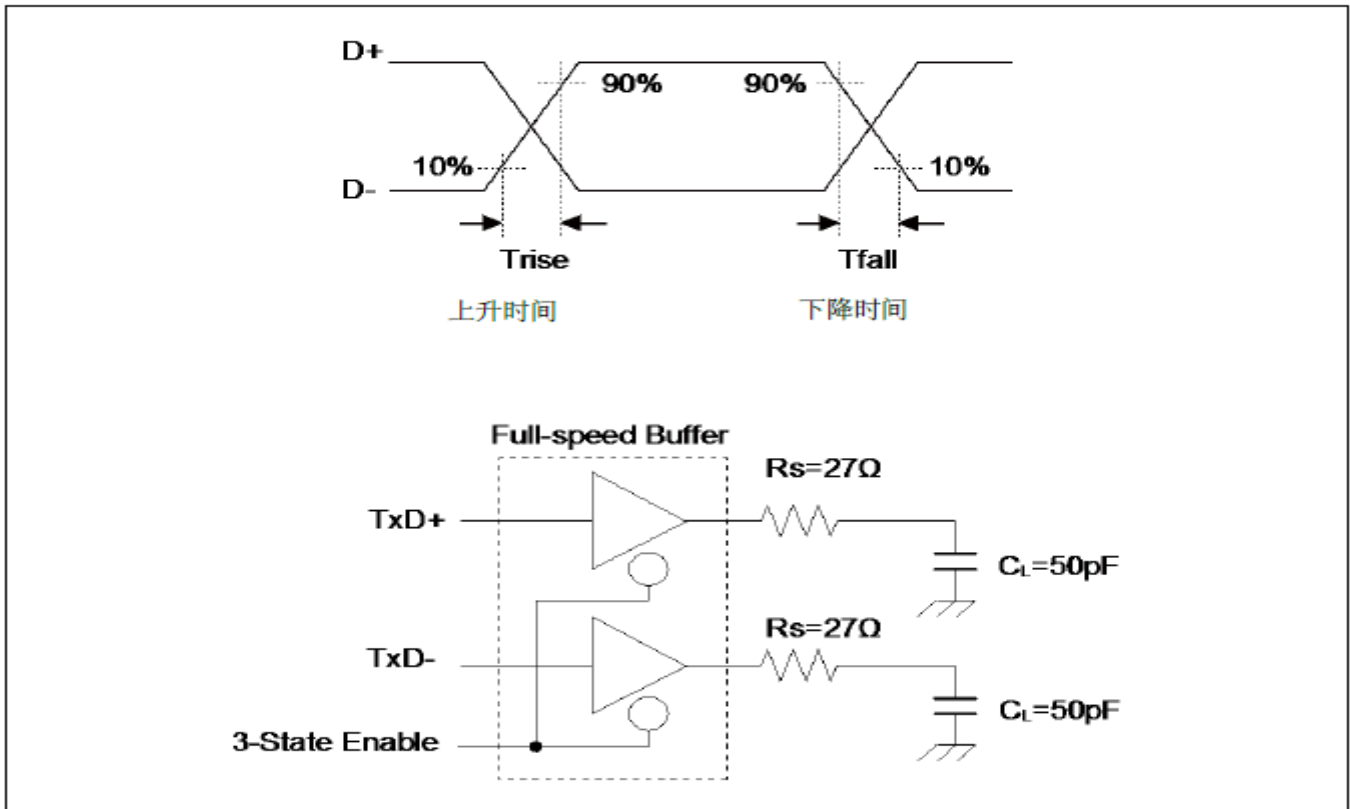 D+
90% 90%
10% 10%
D-
Trise Tfall
上升时间 下降时间
Full-speed Buffer
Rs=27Ω
TxD+
CL=50pF
Rs=27Ω
TxD-
CL=50pF
3-State Enable